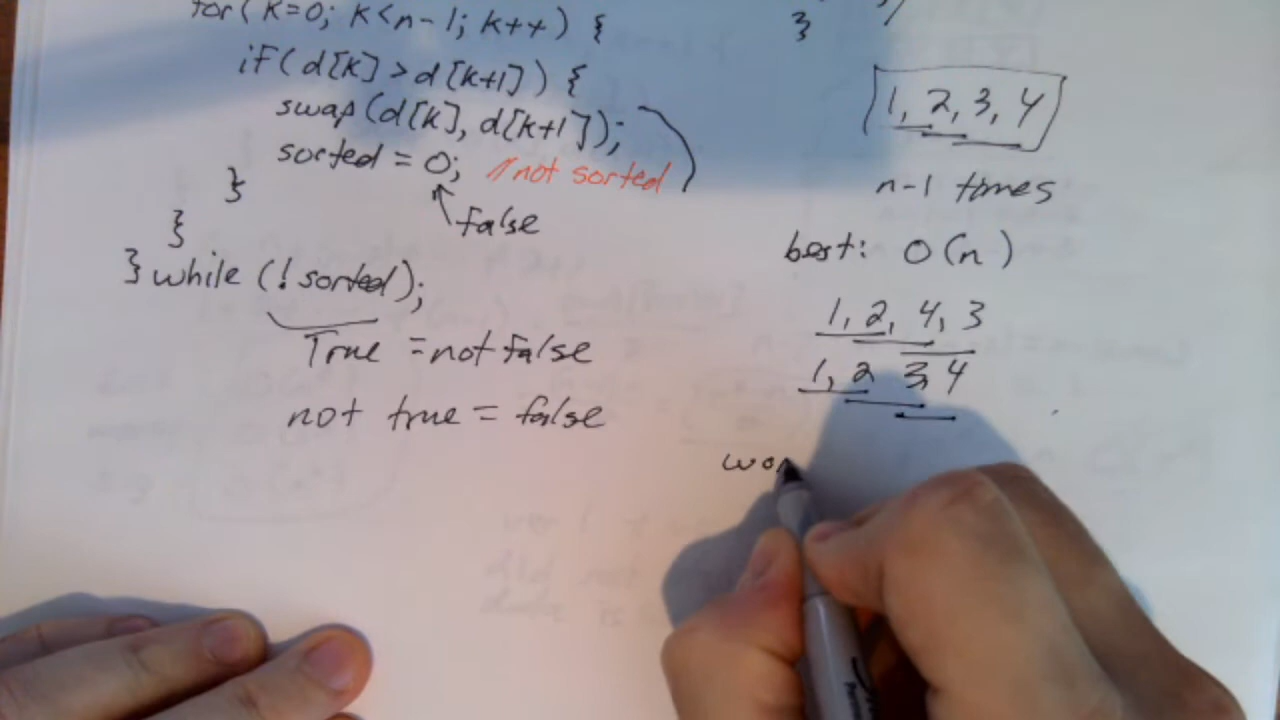 for( k=0; k<n-1; k++ ) {
if( d[k] > d[k+1] ) {
swap(d[k], d[k+1]);
sorted = 0; //not sorted
}
false
}
} while (! sorted);
True = not false
not true = false
}
1, 2, 3, 4
n-1 times
best: O(n)
1, 2, 4, 3
1, 2 3, 4